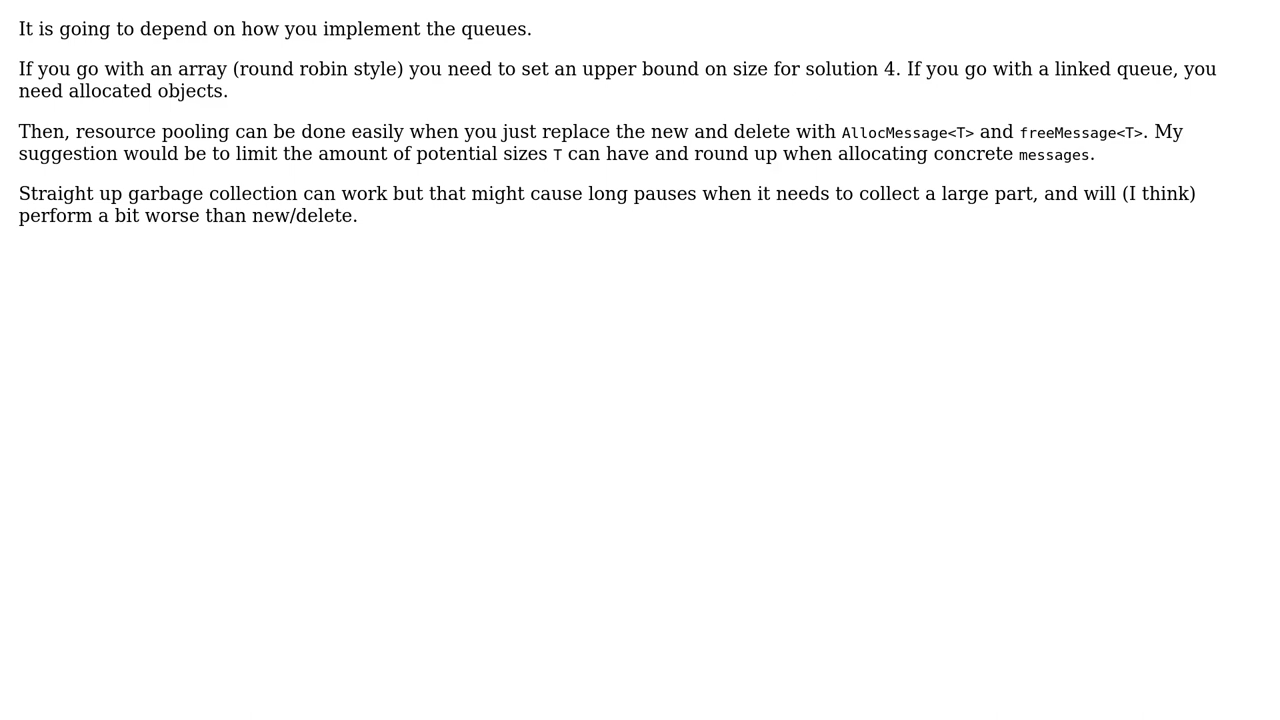 It is going to depend on how you implement the queues.
If you go with an array (round robin style) you need to set an upper bound on size for solution 4. If you go with a linked queue, you
need allocated objects.
Then, resource pooling can be done easily when you just replace the new and delete with AllocMessage<T> and freeMessage<T>. My
suggestion would be to limit the amount of potential sizes T can have and round up when allocating concrete messages.
Straight up garbage collection can work but that might cause long pauses when it needs to collect a large part, and will (I think)
perform a bit worse than new/delete.